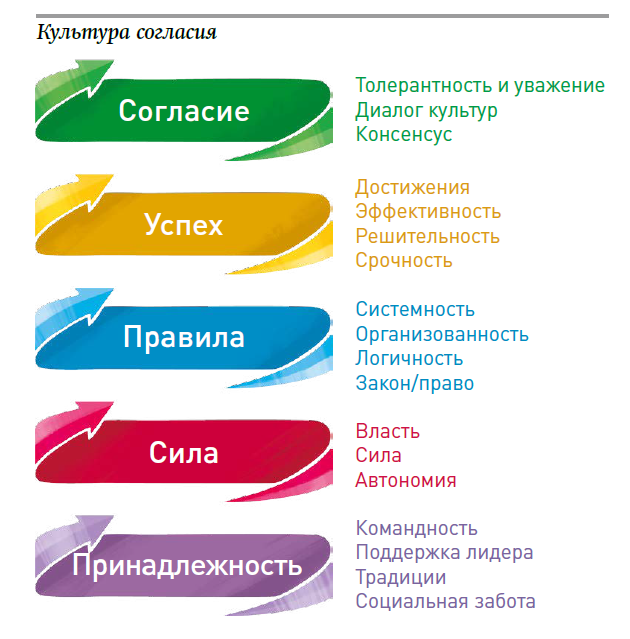 Культура согласия
Согласие
Толерантность и уважение
Диалог культур
Консенсус
Успех
Достижения
Эффективность
Решительность
Срочность
Правила
Системность
Организованность
Логичность
Закон/право
Сила
Власть
Сила
Автономия
Принадлежность
Командность
Поддержка лидера
Традиции
Социальная забота